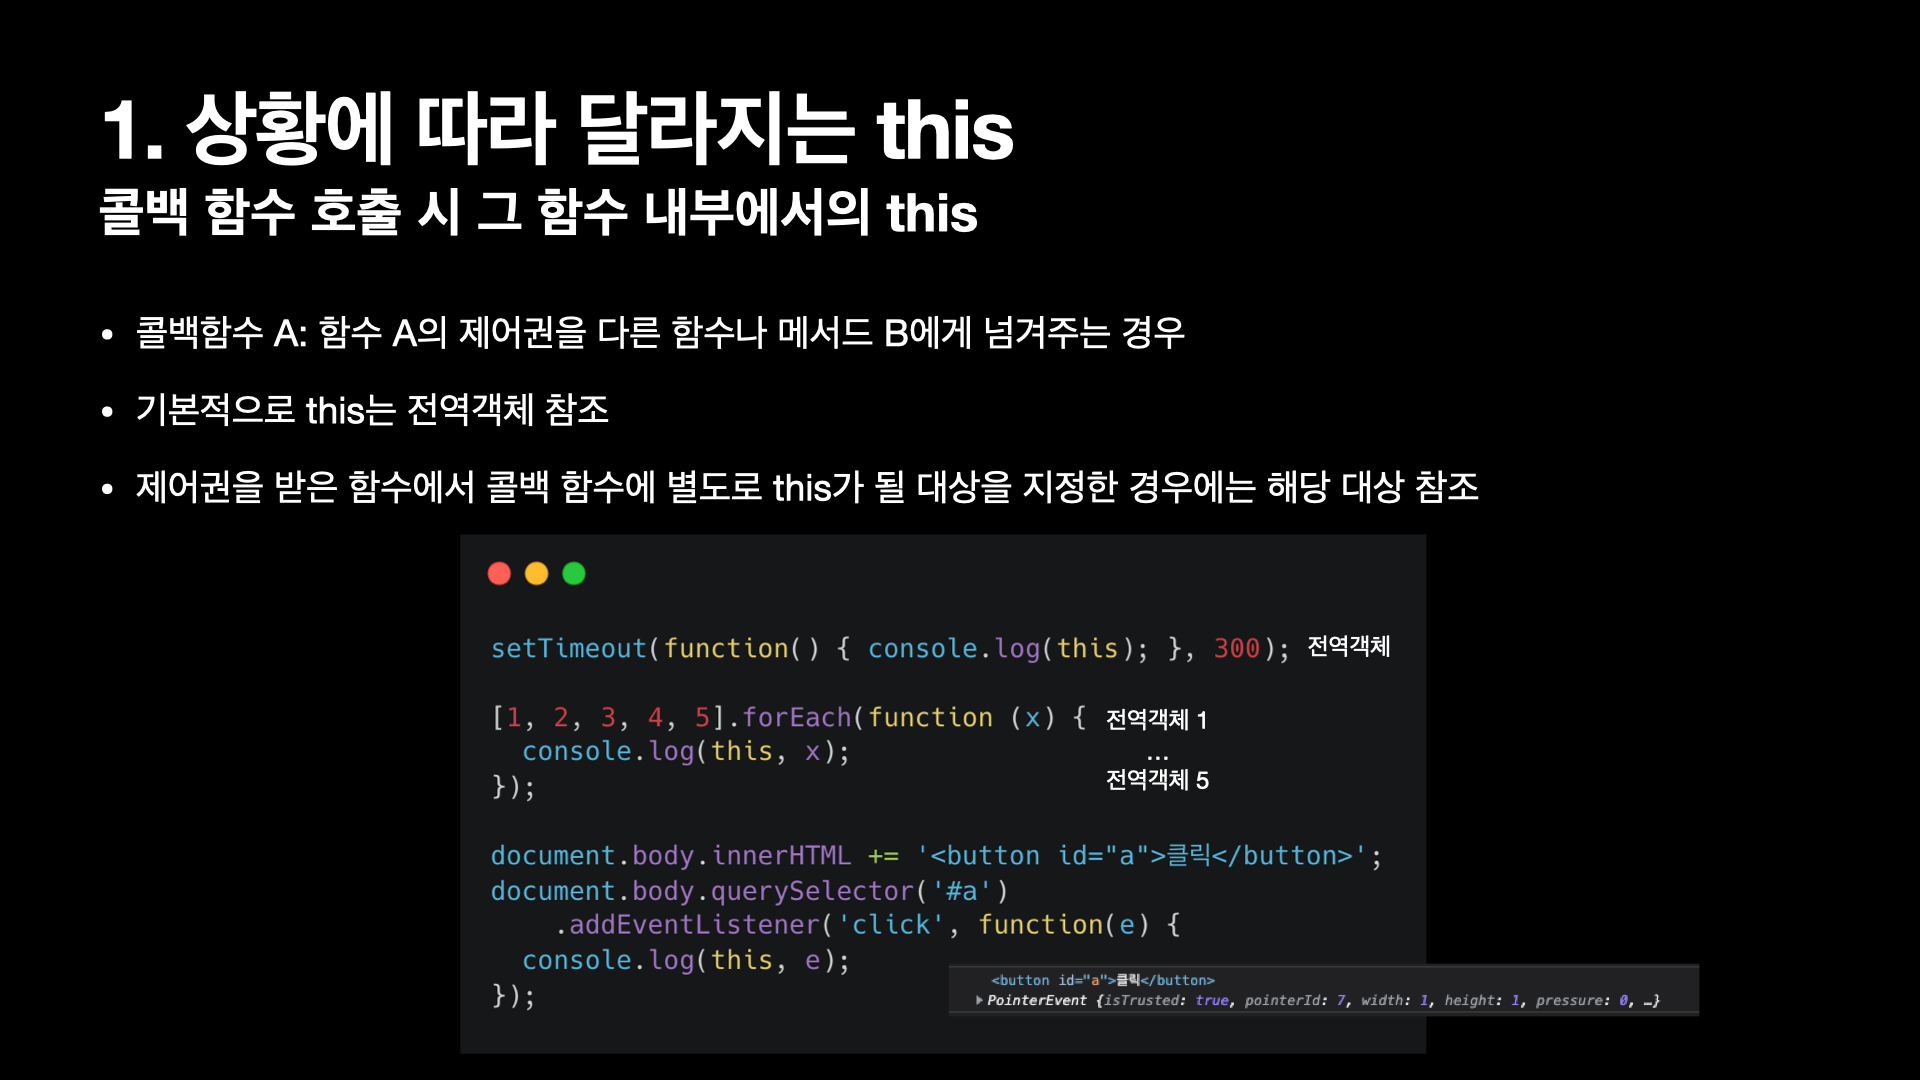 1. 상황에 따라 달라지는 this
콜백 함수 호출 시 그 함수 내부에서의 this
• 콜백함수 A: 함수 A의 제어권을 다른 함수나 메서드 B에게 넘겨주는 경우
• 기본적으로 this는 전역객체 참조
• 제어권을 받은 함수에서 콜백 함수에 별도로 this가 될 대상을 지정한 경우에는 해당 대상 참조
setTimeout(function() { console.log(this); }, 300); 전역객체
[1, 2, 3, 4, 5].forEach(function (x) { 전역객체 1
  console.log(this, x); ...
}); 전역객체 5
document.body.innerHTML += '<button id="a">클릭</button>';
document.body.querySelector('#a')
    .addEventListener('click', function(e) {
  console.log(this, e);
});
<button id="a">클릭</button>
▶ PointerEvent {isTrusted: true, pointerId: 7, width: 1, height: 1, pressure: 0, …}